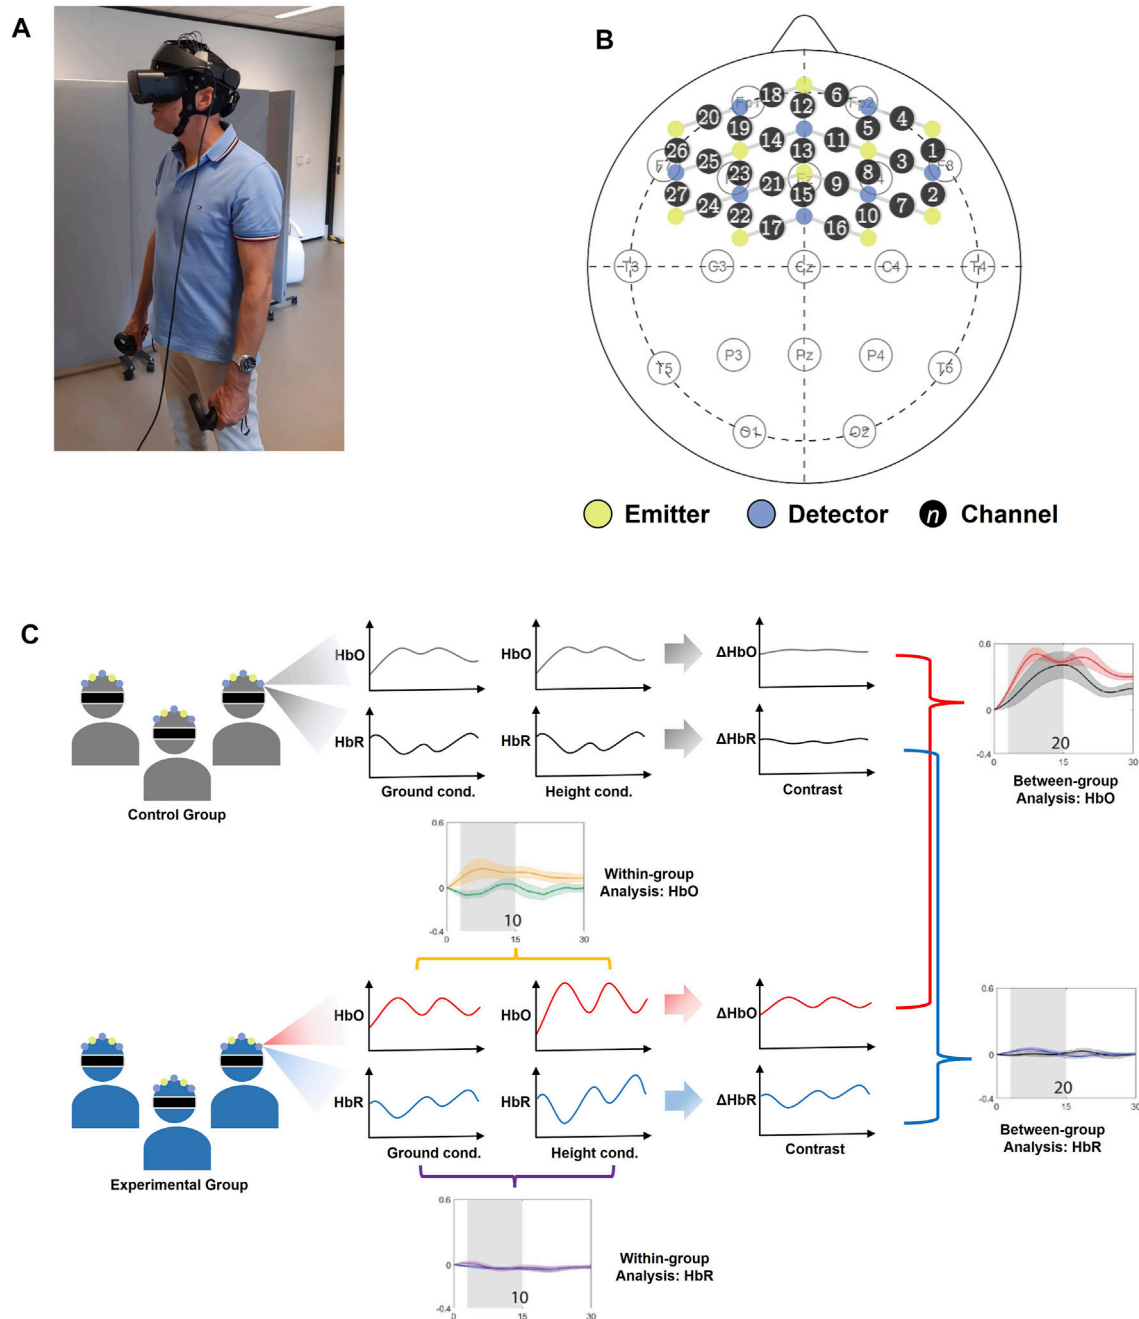 A
B
18
6
Fp1
12
Fp2
20
4
19
5
14
11
26
13
1
25
3
F7
23
8
F8
21
9
27
15
2
24
7
22
10
17
16
T3
C3
Cz
C4
T4
P3
Pz
P4
T5
T6
O1
O2
Emitter
Detector
n Channel
C
HbO
HbO
ΔHbO
HbR
HbR
ΔHbR
Ground cond.
Height cond.
Contrast
Control Group
0.6
0
-0.4
20
0
15
30
Between-group
Analysis: HbO
0.6
0
-0.4
10
0
15
30
Within-group
Analysis: HbO
HbO
HbO
ΔHbO
HbR
HbR
ΔHbR
Ground cond.
Height cond.
Contrast
Experimental Group
0.6
0
-0.4
20
0
15
30
Between-group
Analysis: HbR
0.6
0
-0.4
10
0
15
30
Within-group
Analysis: HbR